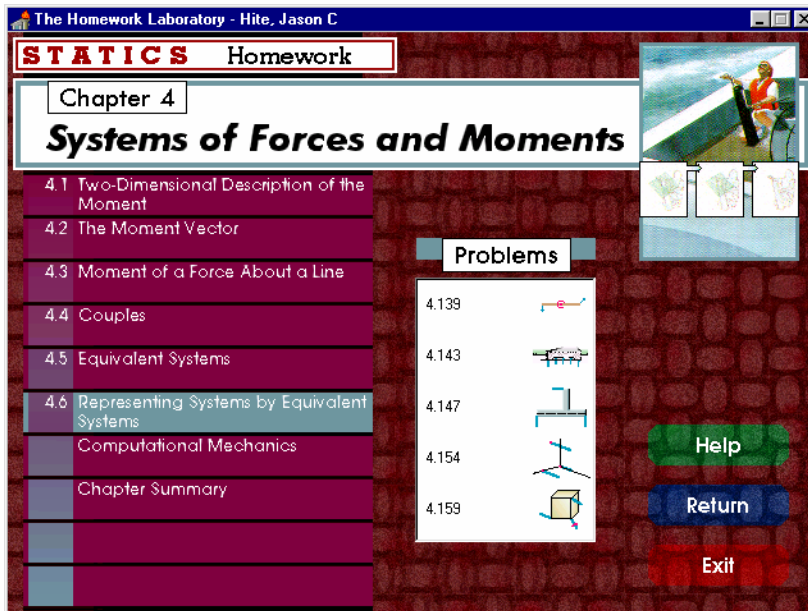 The Homework Laboratory - Hite, Jason C
STATICS Homework
Chapter 4
Systems of Forces and Moments
4.1 Two-Dimensional Description of the
Moment
4.2 The Moment Vector
4.3 Moment of a Force About a Line
4.4 Couples
4.5 Equivalent Systems
4.6 Representing Systems by Equivalent
Systems
Computational Mechanics
Chapter Summary
Problems
4.139
4.143
4.147
4.154
4.159
Help
Return
Exit